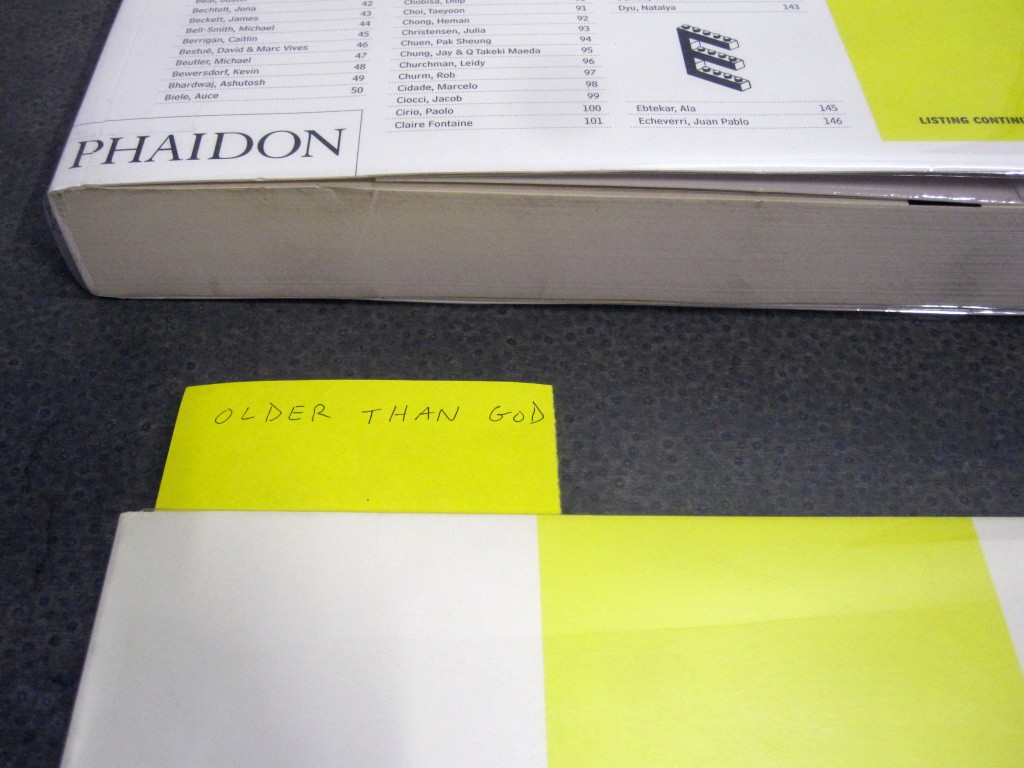 42
Bechtolt, Jona 43
Beckett, James 44
Bell-Smith, Michael 45
Berrigan, Caitlin 46
Bestué, David & Marc Vives 47
Beutler, Michael 48
Bewersdorf, Kevin 49
Bhardwaj, Ashutosh 50
Biele, Auce
PHAIDON
Chobisa, Dilip
Choi, Taeyoon 91
Chong, Heman 92
Christensen, Julia 93
Chuen, Pak Sheung 94
Chung, Jay & Q Takeki Maeda 95
Churchman, Leidy 96
Churm, Rob 97
Cidade, Marcelo 98
Ciocci, Jacob 99
Cirio, Paolo 100
Claire Fontaine 101
Dyu, Natalya 143
E
Ebtekar, Ala 145
Echeverri, Juan Pablo 146
LISTING CONTINU
OLDER THAN GOD